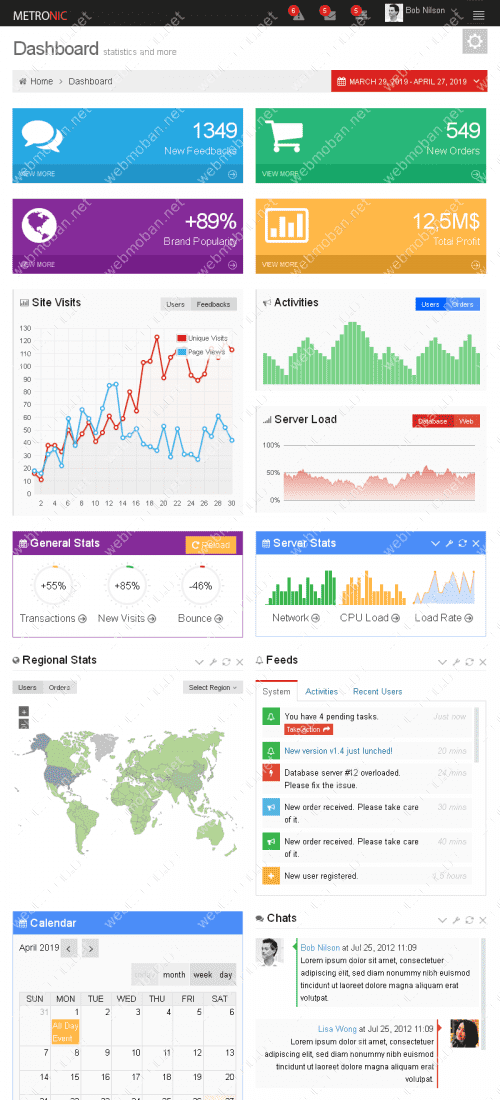 METRONIC
6
5
5
Bob Nilson
Dashboard statistics and more
Home > Dashboard
MARCH 29, 2019 - APRIL 27, 2019
1349
New Feedbacks
VIEW MORE
549
New Orders
VIEW MORE
+89%
Brand Popularity
VIEW MORE
12,5M$
Total Profit
VIEW MORE
Site Visits
Users Feedbacks
Unique Visits
Page Views
130
120
110
100
90
80
70
60
50
40
30
20
10
0
2 4 6 8 10 12 14 16 18 20 22 24 26 28 30
Activities
Users Orders
Server Load
Database Web
100%
50%
0%
General Stats
Reload
+55%
+85%
-46%
Transactions
New Visits
Bounce
Server Stats
Network
CPU Load
Load Rate
Regional Stats
Users Orders
Select Region
+
−
Feeds
System Activities Recent Users
You have 4 pending tasks.
Take action
Just now
New version v1.4 just lunched!
20 mins
Database server #12 overloaded.
Please fix the issue.
24 mins
New order received. Please take care
of it.
30 mins
New order received. Please take care
of it.
40 mins
New user registered.
1,5 hours
Calendar
April 2019
month week day
SUN MON TUE WED THU FRI SAT
31 1 2 3 4 5 6
All Day
Event
7 8 9 10 11 12 13
14 15 16 17 18 19 20
21 22 23 24 25 26 27
Chats
Bob Nilson at Jul 25, 2012 11:09
Lorem ipsum dolor sit amet, consectetuer
adipiscing elit, sed diam nonummy nibh euismod
tincidunt ut laoreet dolore magna aliquam erat
volutpat.
Lisa Wong at Jul 25, 2012 11:09
Lorem ipsum dolor sit amet, consectetuer
adipiscing elit, sed diam nonummy nibh euismod
tincidunt ut laoreet dolore magna aliquam erat
volutpat.
webmoban.net